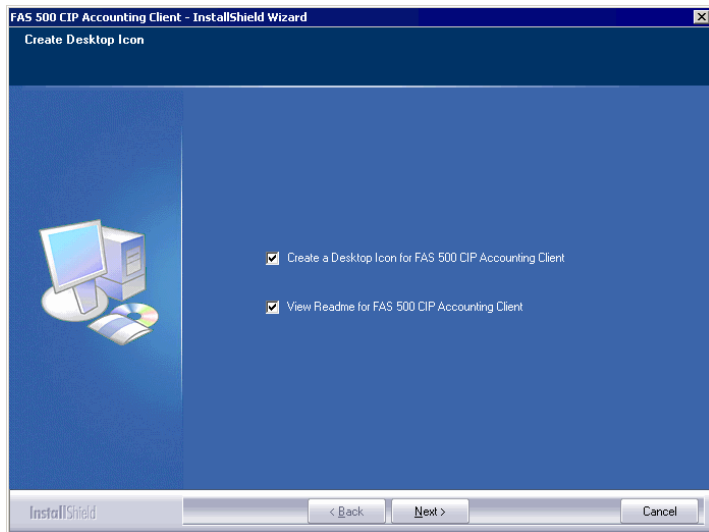 FAS 500 CIP Accounting Client - InstallShield Wizard
Create Desktop Icon
Create a Desktop Icon for FAS 500 CIP Accounting Client
View Readme for FAS 500 CIP Accounting Client
InstallShield
< Back
Next >
Cancel